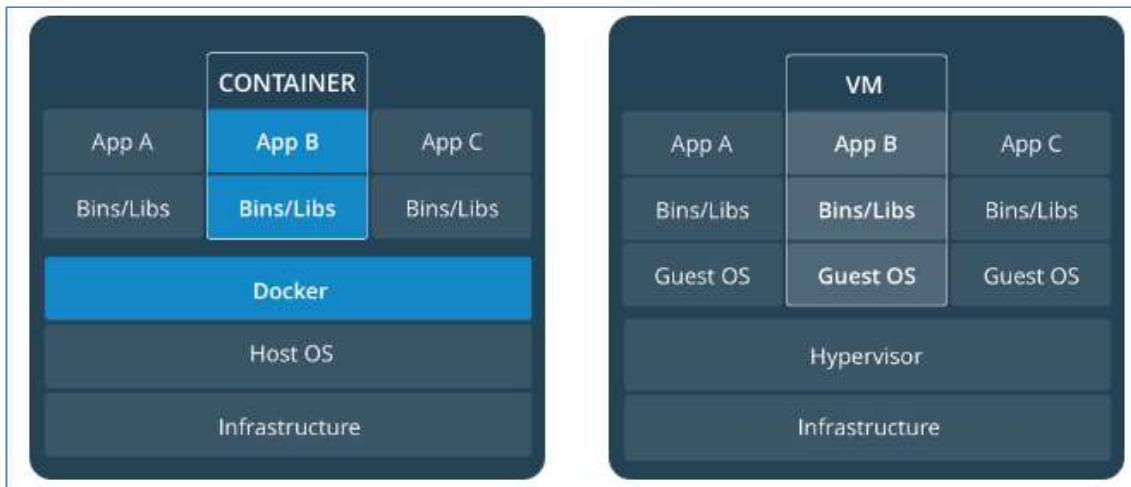 CONTAINER
App A App B App C
Bins/Libs Bins/Libs Bins/Libs
Docker
Host OS
Infrastructure
VM
App A App B App C
Bins/Libs Bins/Libs Bins/Libs
Guest OS Guest OS Guest OS
Hypervisor
Infrastructure